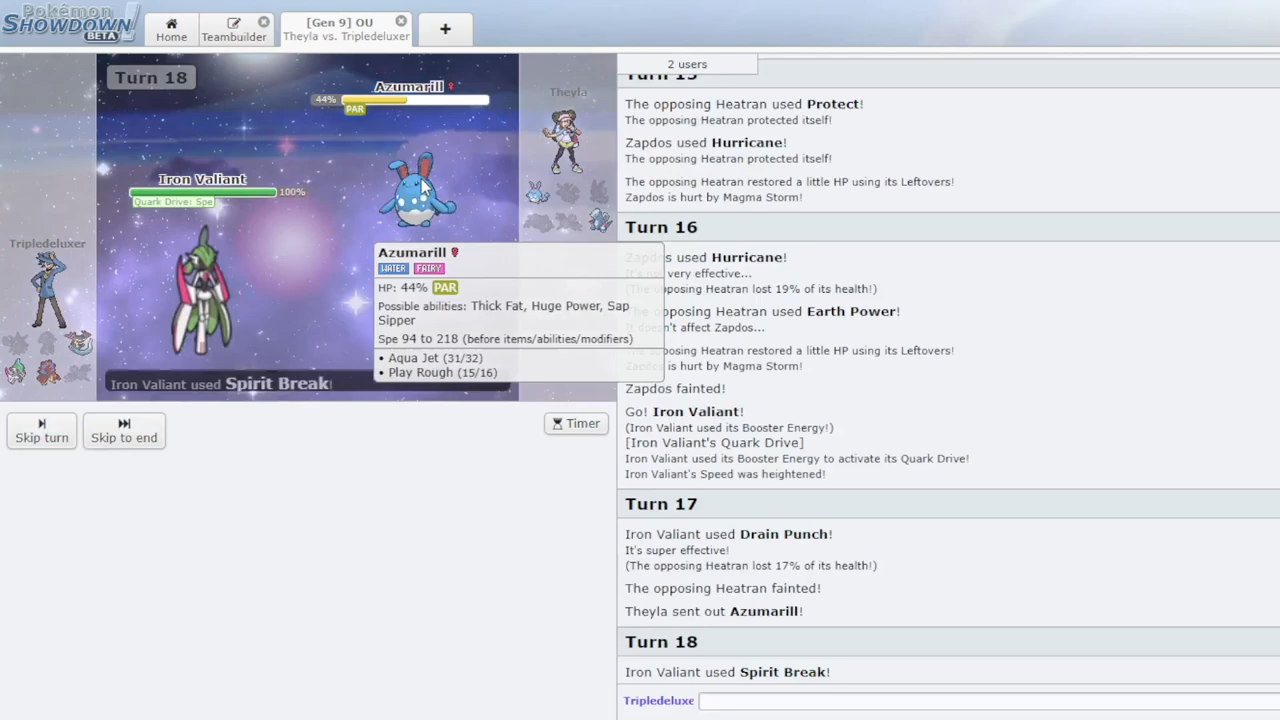 Pokémon
SHOWDOWN!
BETA
Home
Teambuilder
[Gen 9] OU
Theyla vs. Tripledeluxer
+
2 users
Turn 18
Azumarill
44%
PAR
Theyla
Iron Valiant
100%
Quark Drive: Spe
Tripledeluxer
Azumarill
WATER FAIRY
HP: 44% PAR
Possible abilities: Thick Fat, Huge Power, Sap
Sipper
Spe 94 to 218 (before items/abilities/modifiers)
• Aqua Jet (31/32)
• Play Rough (15/16)
Iron Valiant used Spirit Break!
Skip turn
Skip to end
Timer
Turn 15
The opposing Heatran used Protect!
The opposing Heatran protected itself!
Zapdos used Hurricane!
The opposing Heatran protected itself!
The opposing Heatran restored a little HP using its Leftovers!
Zapdos is hurt by Magma Storm!
Turn 16
used Hurricane!
very effective...
opposing Heatran lost 19% of its health!)
opposing Heatran used Earth Power!
doesn't affect Zapdos...
opposing Heatran restored a little HP using its Leftovers!
is hurt by Magma Storm!
Zapdos fainted!
Go! Iron Valiant!
(Iron Valiant used its Booster Energy!)
[Iron Valiant's Quark Drive]
Iron Valiant used its Booster Energy to activate its Quark Drive!
Iron Valiant's Speed was heightened!
Turn 17
Iron Valiant used Drain Punch!
It's super effective!
(The opposing Heatran lost 17% of its health!)
The opposing Heatran fainted!
Theyla sent out Azumarill!
Turn 18
Iron Valiant used Spirit Break!
Tripledeluxe